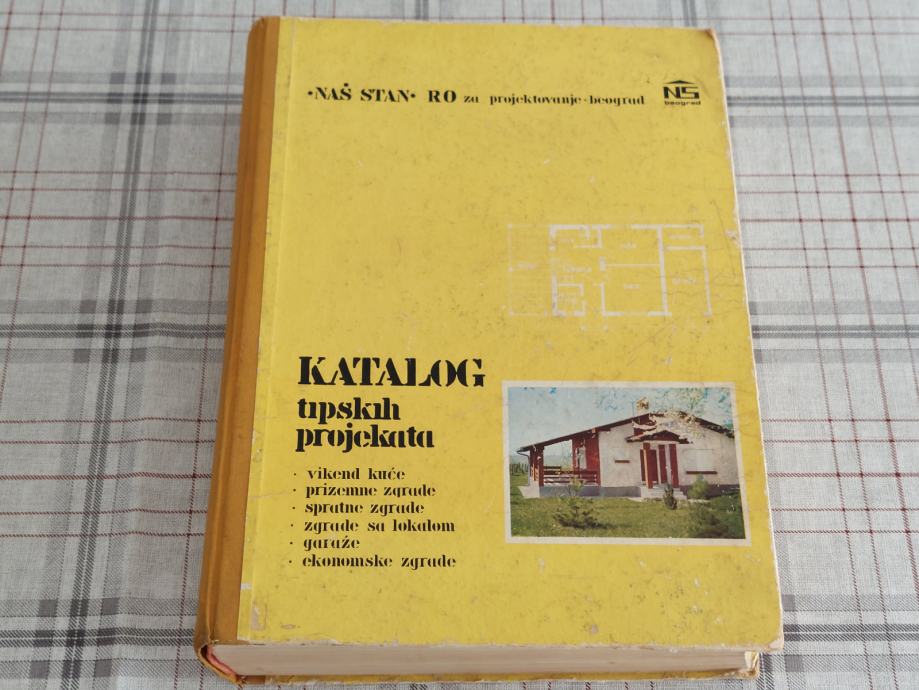 •NAŠ STAN• RO za projektovanje•beograd
NS
beograd
KATALOG
tipskih
projekata
• vikend kuće
• prizemne zgrade
• spratne zgrade
• zgrade sa lokalom
• garaže
• ekonomske zgrade